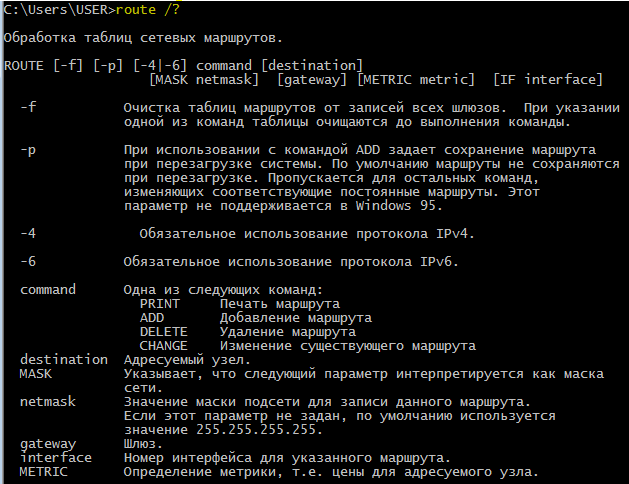 C:\Users\USER>route /?
Обработка таблиц сетевых маршрутов.
ROUTE [-f] [-p] [-4|-6] command [destination]
[MASK netmask] [gateway] [METRIC metric] [IF interface]
-f Очистка таблиц маршрутов от записей всех шлюзов. При указании
одной из команд таблицы очищаются до выполнения команды.
-p При использовании с командой ADD задает сохранение маршрута
при перезагрузке системы. По умолчанию маршруты не сохраняются
при перезагрузке. Пропускается для остальных команд,
изменяющих соответствующие постоянные маршруты. Этот
параметр не поддерживается в Windows 95.
-4 Обязательное использование протокола IPv4.
-6 Обязательное использование протокола IPv6.
command Одна из следующих команд:
PRINT Печать маршрута
ADD Добавление маршрута
DELETE Удаление маршрута
CHANGE Изменение существующего маршрута
destination Адресуемый узел.
MASK Указывает, что следующий параметр интерпретируется как маска
сети.
netmask Значение маски подсети для записи данного маршрута.
Если этот параметр не задан, по умолчанию используется
значение 255.255.255.255.
gateway Шлюз.
interface Номер интерфейса для указанного маршрута.
METRIC Определение метрики, т.е. цены для адресуемого узла.